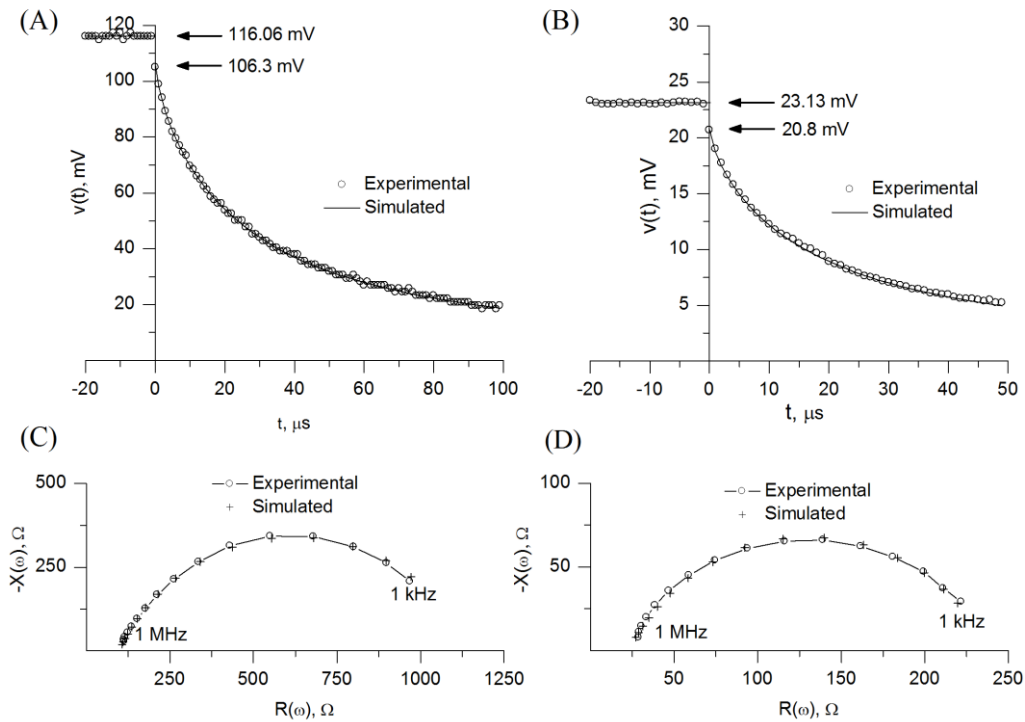 (A)
120
100
80
60
40
20
v(t), mV
116.06 mV
106.3 mV
Experimental
Simulated
-20 0 20 40 60 80 100
t, μs
(B)
30
25
20
15
10
5
v(t), mV
23.13 mV
20.8 mV
Experimental
Simulated
-20 -10 0 10 20 30 40 50
t, μs
(C)
500
250
-X(ω), Ω
Experimental
Simulated
1 MHz
1 kHz
250 500 750 1000 1250
R(ω), Ω
(D)
100
50
0
-X(ω), Ω
Experimental
Simulated
1 MHz
1 kHz
0 50 100 150 200 250
R(ω), Ω